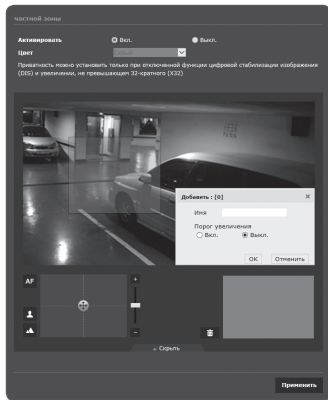 частной зоны
Активировать Вкл. Выкл.
Цвет Серый
Приватность можно установить только при отключенной функции цифровой стабилизации изображения
(DIS) и увеличении, не превышающем 32-кратного (X32)
Добавить : [0] x
Имя
Порог увеличения
Вкл. Выкл.
OK Отменить
AF
+
-
Скрыть
Применить